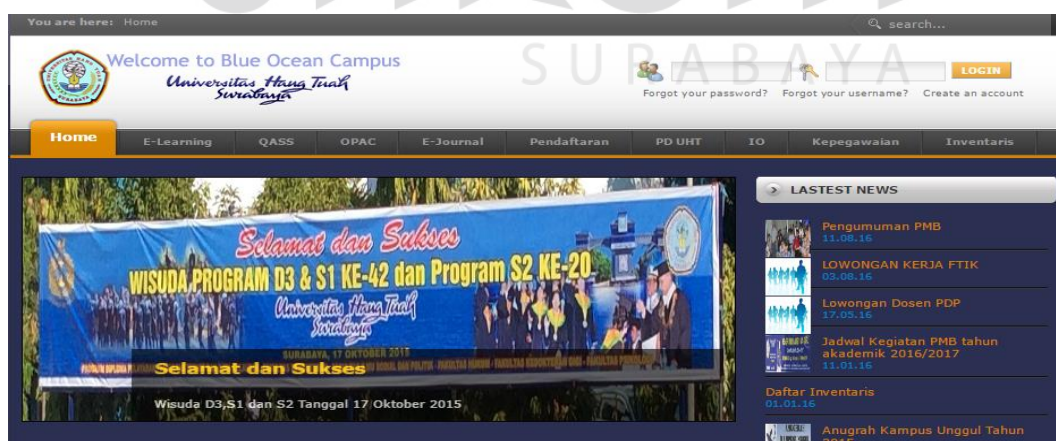 You are here: Home
search...
SURABAYA
Welcome to Blue Ocean Campus
Universitas Hang Tuah
Surabaya
LOGIN
Forgot your password? Forgot your username? Create an account
Home E-Learning QASS OPAC E-Journal Pendaftaran PD UHT IO Kepegawaian Inventaris
Selamat dan Sukses
WISUDA PROGRAM D3 & S1 KE-42 dan Program S2 KE-20
Universitas Hang Tuah
Surabaya
SURABAYA, 17 OKTOBER 2015
Selamat dan Sukses
Wisuda D3,S1 dan S2 Tanggal 17 Oktober 2015
LASTEST NEWS
Pengumuman PMB
11.08.16
LOWONGAN KERJA FTIK
03.08.16
Lowongan Dosen PDP
17.05.16
Jadwal Kegiatan PMB tahun
akademik 2016/2017
11.01.16
Daftar Inventaris
01.01.16
Anugrah Kampus Unggul Tahun
2015